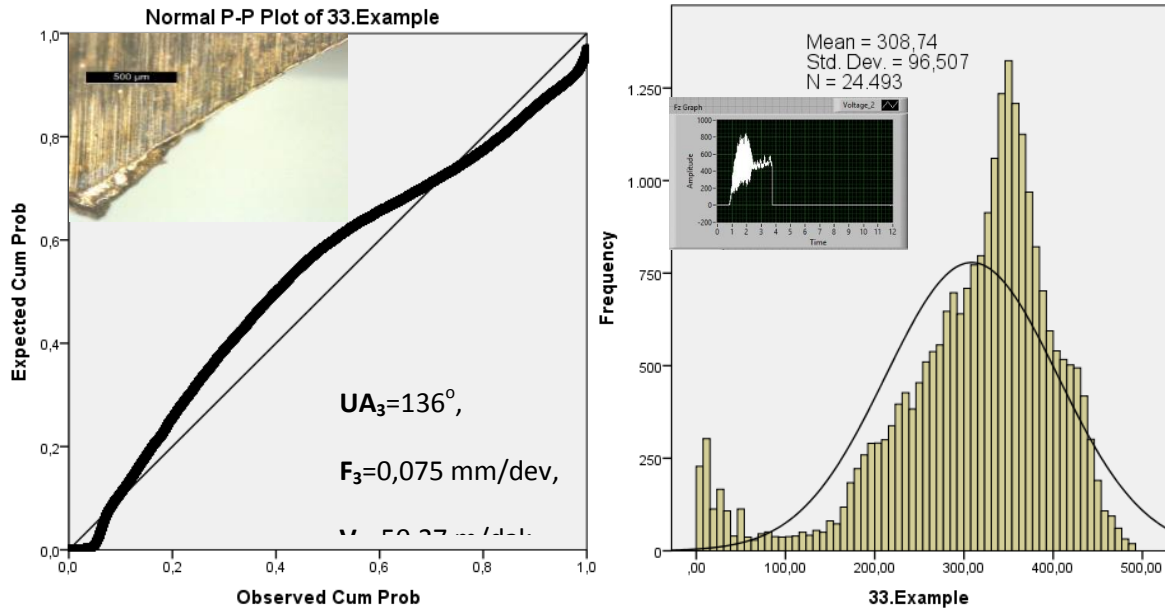 Normal P-P Plot of 33.Example
1,0
0,8
0,6
0,4
0,2
0,0
Expected Cum Prob
500 µm
UA₃=136°,
F₃=0,075 mm/dev,
0,0 0,2 0,4 0,6 0,8 1,0
Observed Cum Prob
Mean = 308,74
Std. Dev. = 96,507
N = 24.493
Fz Graph Voltage_2
1000
800
600
400
200
0
-200
Amplitude
0 1 2 3 4 5 6 7 8 9 10 11 12
Time
1.250
1.000
750
500
250
0
Frequency
,00 100,00 200,00 300,00 400,00 500,00
33.Example